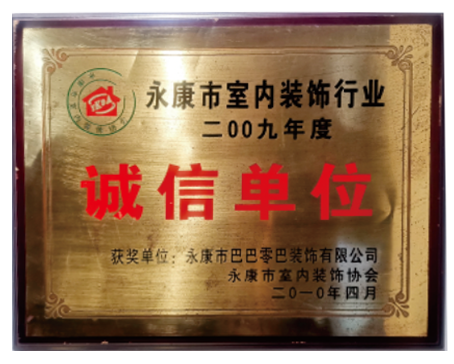 永康市室内装饰行业
二00九年度
诚信单位
获奖单位：永康市巴巴零巴装饰有限公司
永康市室内装饰协会
二0一0年四月